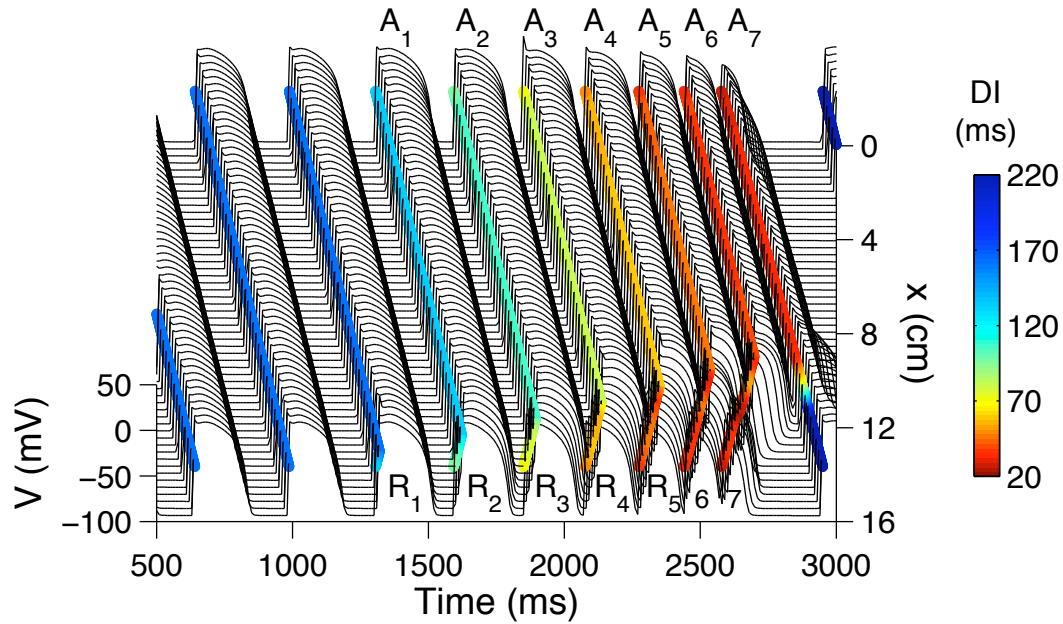 A1 A2 A3 A4 A5 A6 A7
DI
(ms)
220
170
120
70
20
0
4
8
12
16
x (cm)
50
0
−50
−100
V (mV)
R1 R2 R3 R4 R5 6 7
500 1000 1500 2000 2500 3000
Time (ms)